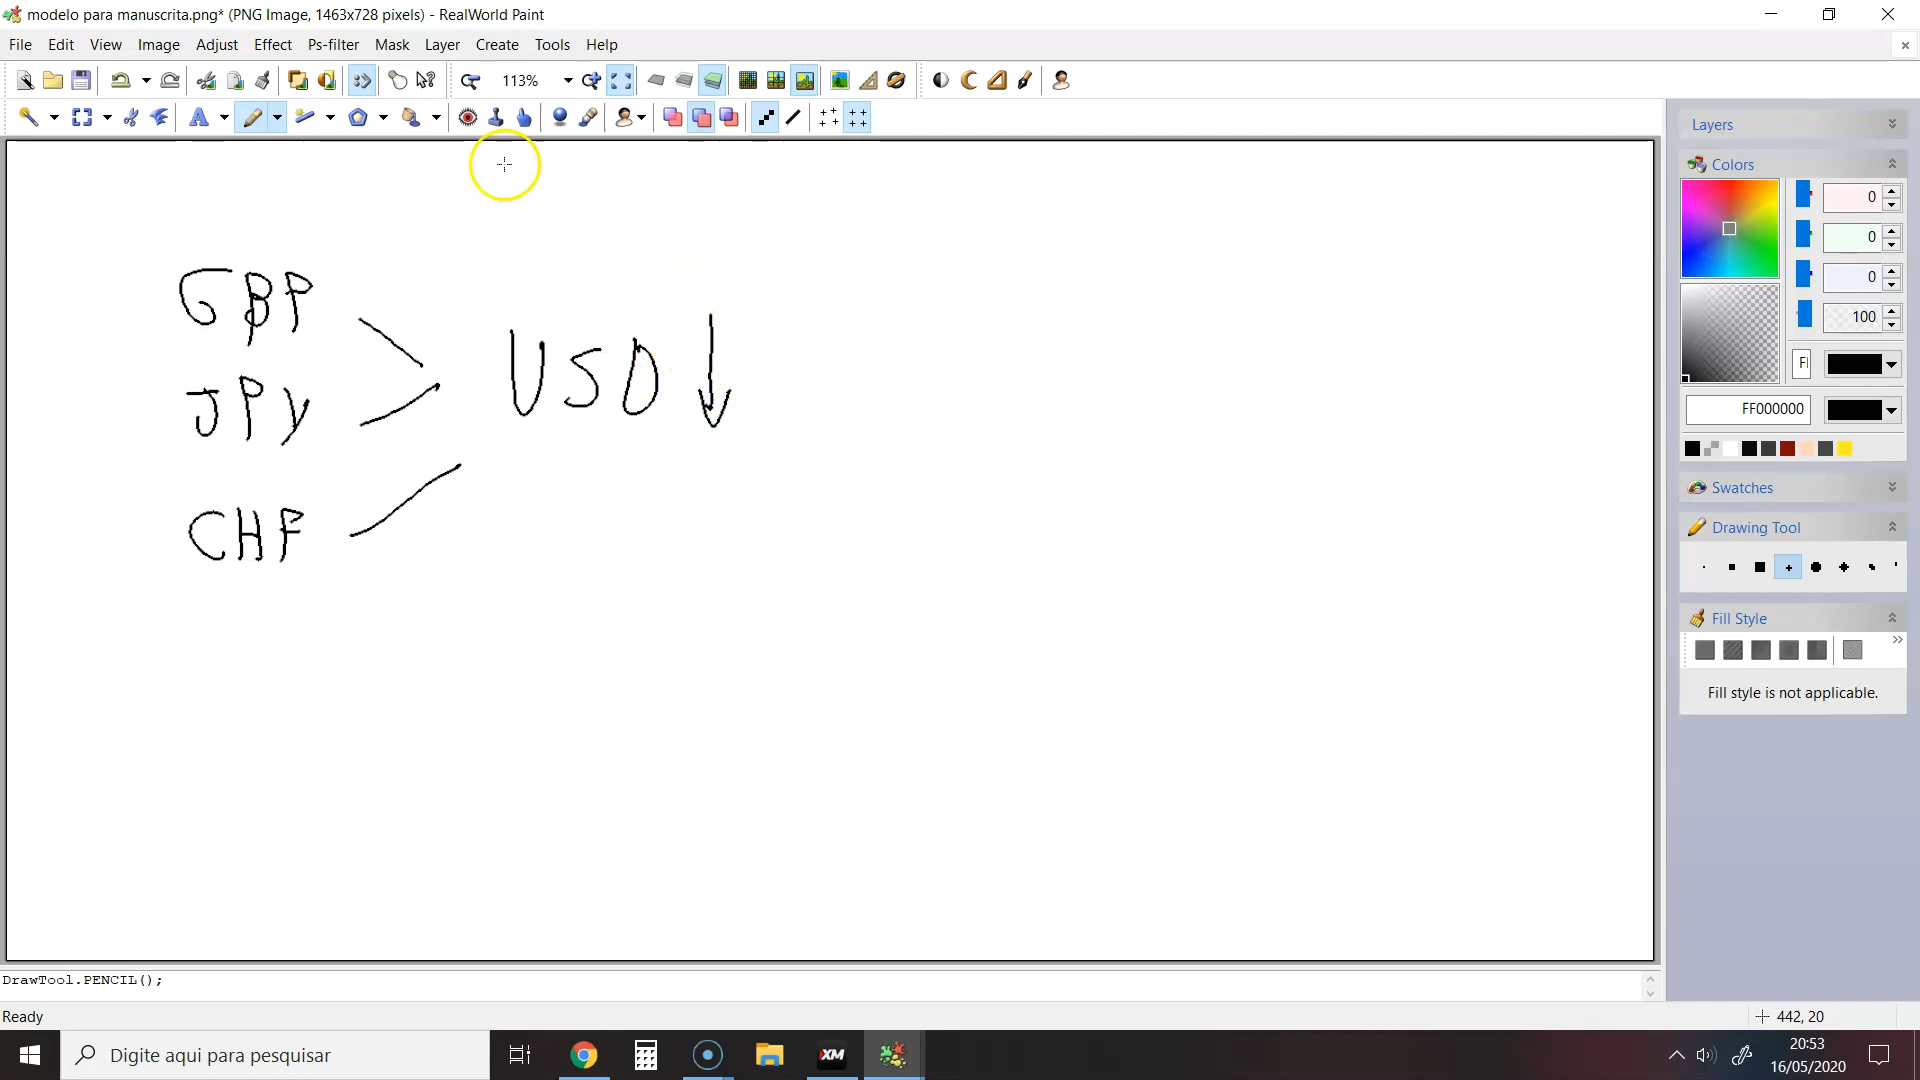 modelo para manuscrita.png* (PNG Image, 1463x728 pixels) - RealWorld Paint
File Edit View Image Adjust Effect Ps-filter Mask Layer Create Tools Help
113%
Layers
Colors
0
0
0
100
FF000000
Swatches
Drawing Tool
Fill Style
Fill style is not applicable.
GBP
JPY
USD
CHF
DrawTool.PENCIL();
Ready
442, 20
Digite aqui para pesquisar
XM
20:53
16/05/2020